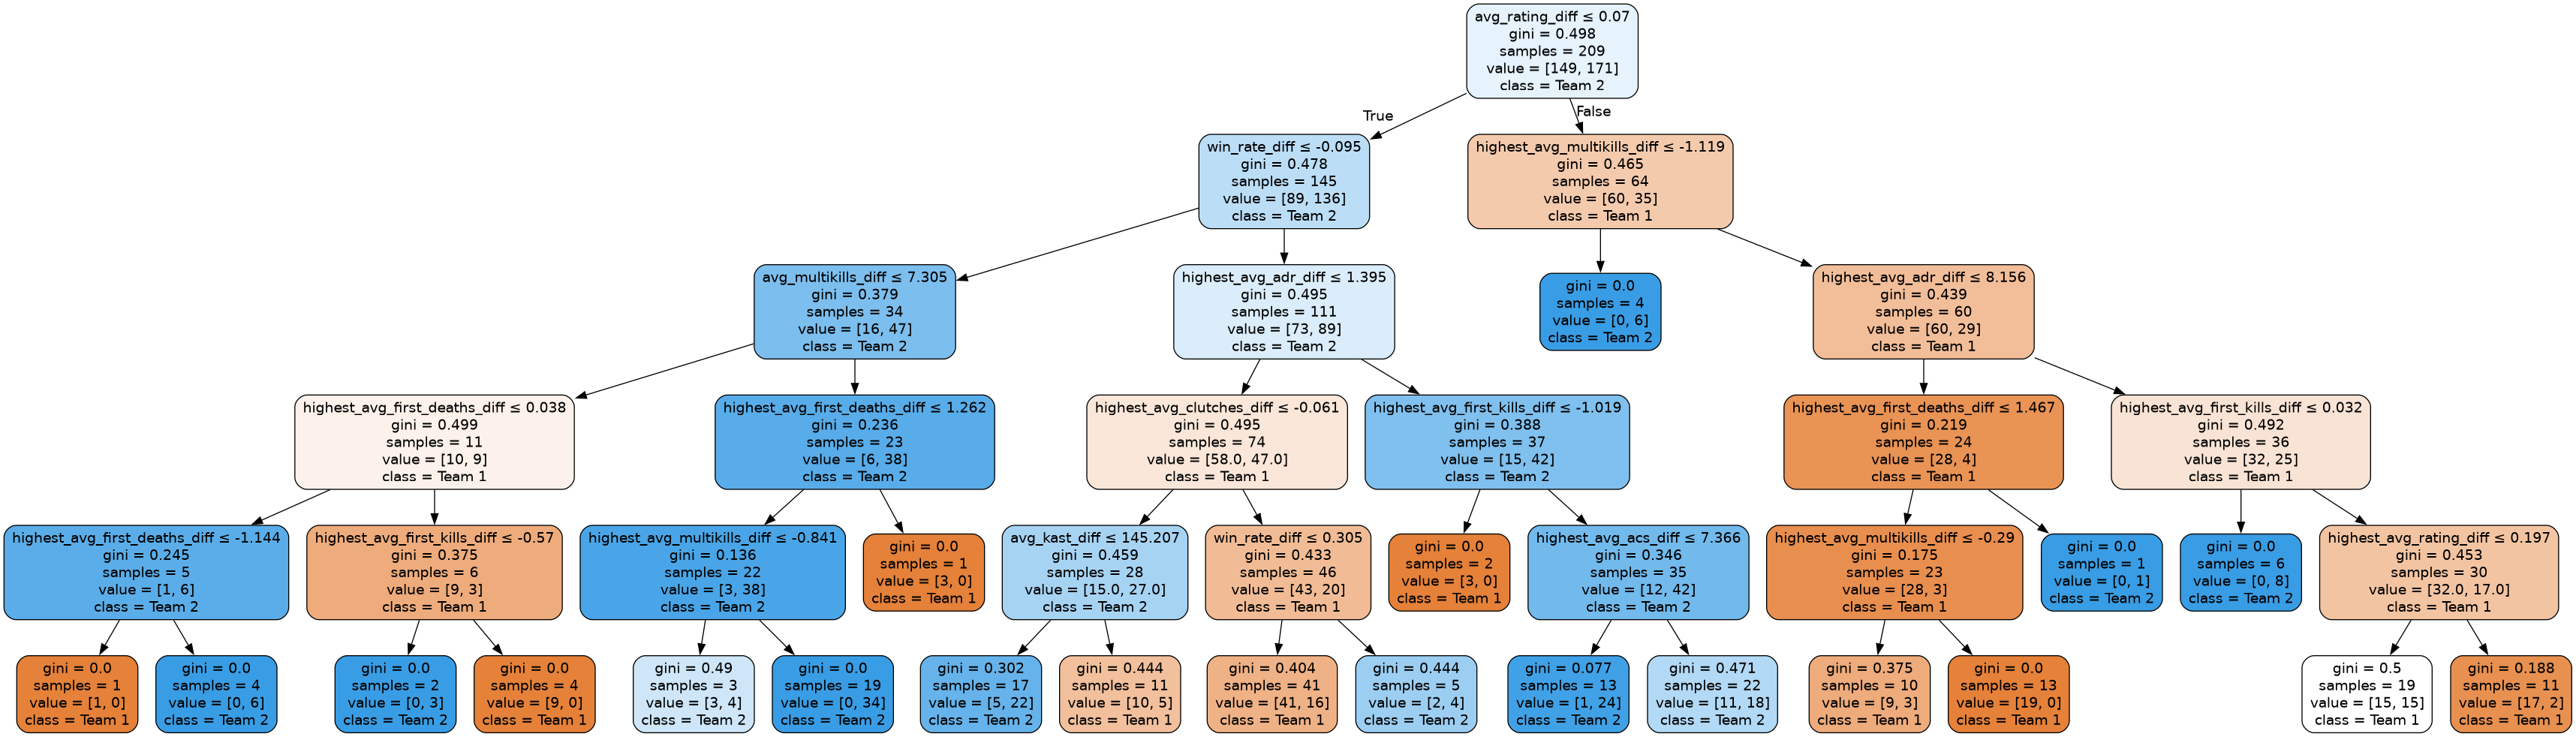 avg_rating_diff ≤ 0.07
gini = 0.498
samples = 209
value = [149, 171]
class = Team 2
True
False
win_rate_diff ≤ -0.095
gini = 0.478
samples = 145
value = [89, 136]
class = Team 2
highest_avg_multikills_diff ≤ -1.119
gini = 0.465
samples = 64
value = [60, 35]
class = Team 1
avg_multikills_diff ≤ 7.305
gini = 0.379
samples = 34
value = [16, 47]
class = Team 2
highest_avg_adr_diff ≤ 1.395
gini = 0.495
samples = 111
value = [73, 89]
class = Team 2
gini = 0.0
samples = 4
value = [0, 6]
class = Team 2
highest_avg_adr_diff ≤ 8.156
gini = 0.439
samples = 60
value = [60, 29]
class = Team 1
highest_avg_first_deaths_diff ≤ 0.038
gini = 0.499
samples = 11
value = [10, 9]
class = Team 1
highest_avg_first_deaths_diff ≤ 1.262
gini = 0.236
samples = 23
value = [6, 38]
class = Team 2
highest_avg_clutches_diff ≤ -0.061
gini = 0.495
samples = 74
value = [58.0, 47.0]
class = Team 1
highest_avg_first_kills_diff ≤ -1.019
gini = 0.388
samples = 37
value = [15, 42]
class = Team 2
highest_avg_first_deaths_diff ≤ 1.467
gini = 0.219
samples = 24
value = [28, 4]
class = Team 1
highest_avg_first_kills_diff ≤ 0.032
gini = 0.492
samples = 36
value = [32, 25]
class = Team 1
highest_avg_first_deaths_diff ≤ -1.144
gini = 0.245
samples = 5
value = [1, 6]
class = Team 2
highest_avg_first_kills_diff ≤ -0.57
gini = 0.375
samples = 6
value = [9, 3]
class = Team 1
highest_avg_multikills_diff ≤ -0.841
gini = 0.136
samples = 22
value = [3, 38]
class = Team 2
gini = 0.0
samples = 1
value = [3, 0]
class = Team 1
avg_kast_diff ≤ 145.207
gini = 0.459
samples = 28
value = [15.0, 27.0]
class = Team 2
win_rate_diff ≤ 0.305
gini = 0.433
samples = 46
value = [43, 20]
class = Team 1
gini = 0.0
samples = 2
value = [3, 0]
class = Team 1
highest_avg_acs_diff ≤ 7.366
gini = 0.346
samples = 35
value = [12, 42]
class = Team 2
highest_avg_multikills_diff ≤ -0.29
gini = 0.175
samples = 23
value = [28, 3]
class = Team 1
gini = 0.0
samples = 1
value = [0, 1]
class = Team 2
gini = 0.0
samples = 6
value = [0, 8]
class = Team 2
highest_avg_rating_diff ≤ 0.197
gini = 0.453
samples = 30
value = [32.0, 17.0]
class = Team 1
gini = 0.0
samples = 1
value = [1, 0]
class = Team 1
gini = 0.0
samples = 4
value = [0, 6]
class = Team 2
gini = 0.0
samples = 2
value = [0, 3]
class = Team 2
gini = 0.0
samples = 4
value = [9, 0]
class = Team 1
gini = 0.49
samples = 3
value = [3, 4]
class = Team 2
gini = 0.0
samples = 19
value = [0, 34]
class = Team 2
gini = 0.302
samples = 17
value = [5, 22]
class = Team 2
gini = 0.444
samples = 11
value = [10, 5]
class = Team 1
gini = 0.404
samples = 41
value = [41, 16]
class = Team 1
gini = 0.444
samples = 5
value = [2, 4]
class = Team 2
gini = 0.077
samples = 13
value = [1, 24]
class = Team 2
gini = 0.471
samples = 22
value = [11, 18]
class = Team 2
gini = 0.375
samples = 10
value = [9, 3]
class = Team 1
gini = 0.0
samples = 13
value = [19, 0]
class = Team 1
gini = 0.5
samples = 19
value = [15, 15]
class = Team 1
gini = 0.188
samples = 11
value = [17, 2]
class = Team 1